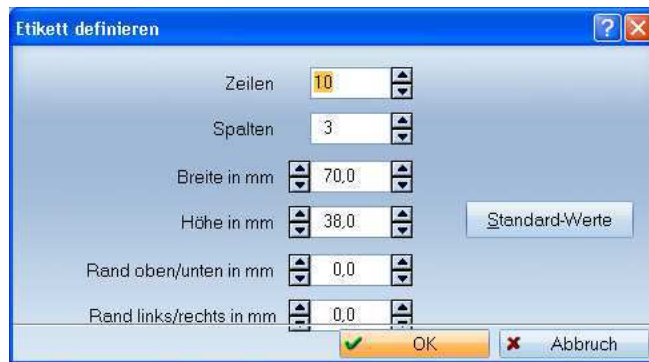 Etikett definieren
Zeilen 10
Spalten 3
Breite in mm 70,0
Höhe in mm 38,0
Standard-Werte
Rand oben/unten in mm 0,0
Rand links/rechts in mm 0,0
OK Abbruch